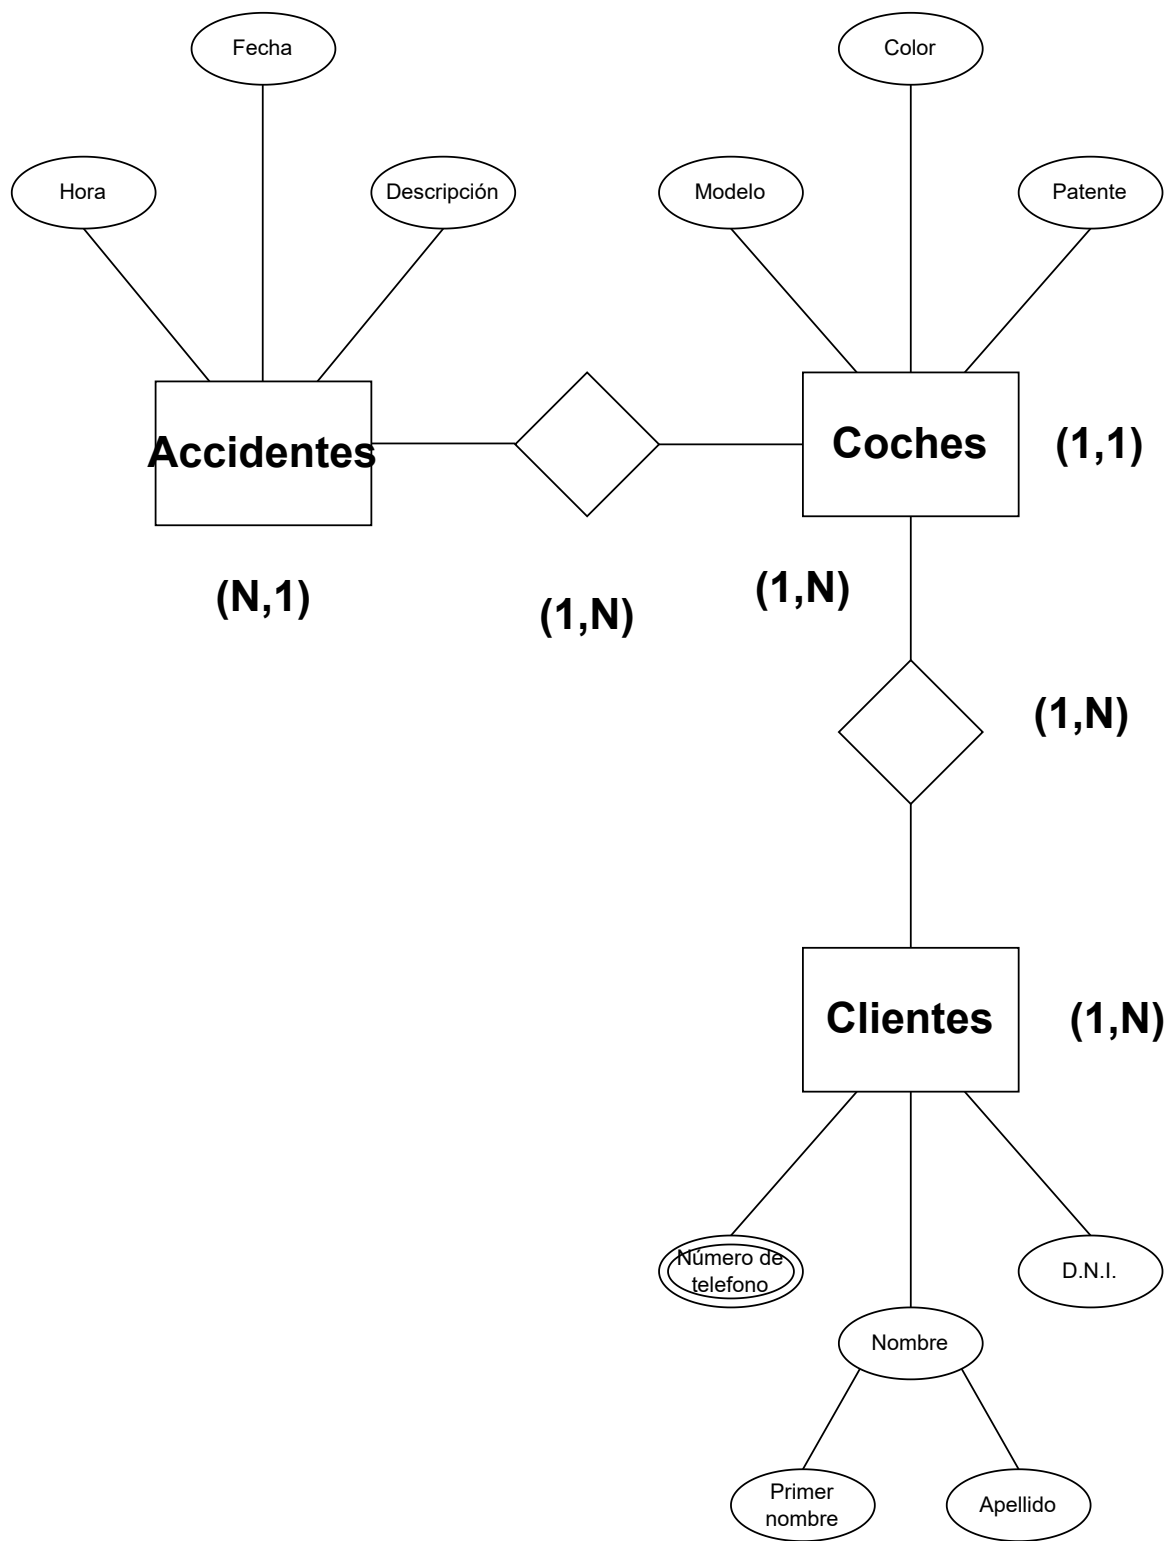 Fecha
Color
Hora
Descripción
Modelo
Patente
Accidentes
Coches
(1,1)
(N,1)
(1,N)
(1,N)
(1,N)
Clientes
(1,N)
Número de
telefono
D.N.I.
Nombre
Primer
nombre
Apellido